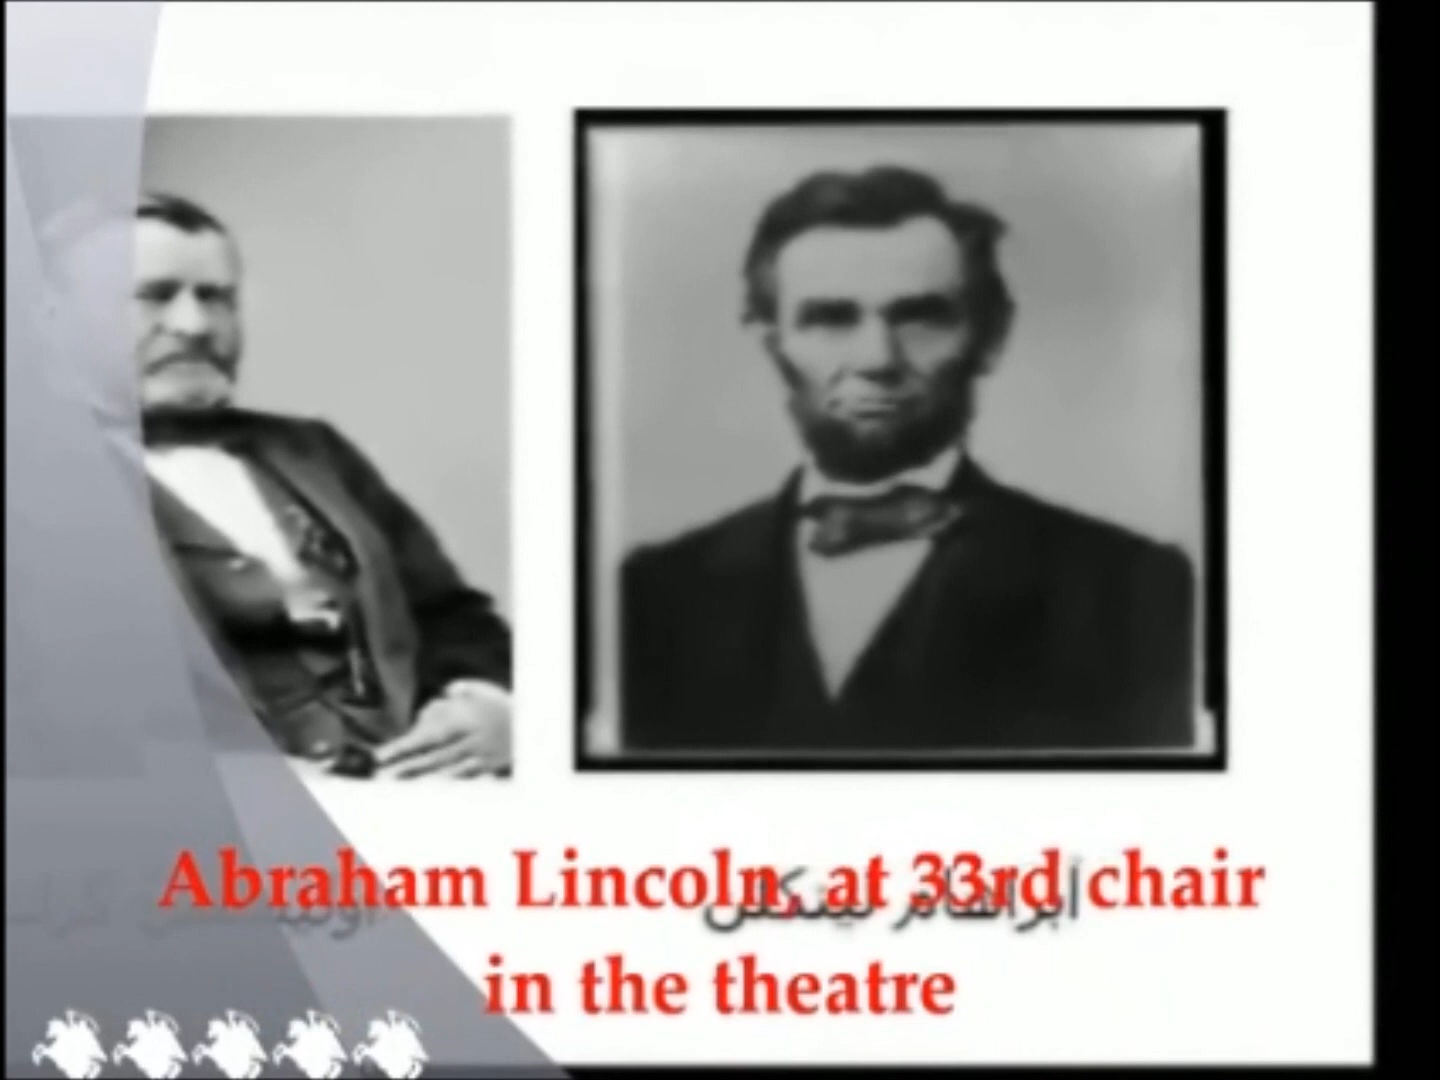 Abraham Lincoln, at 33rd chair
in the theatre
ابراهام لینکلن